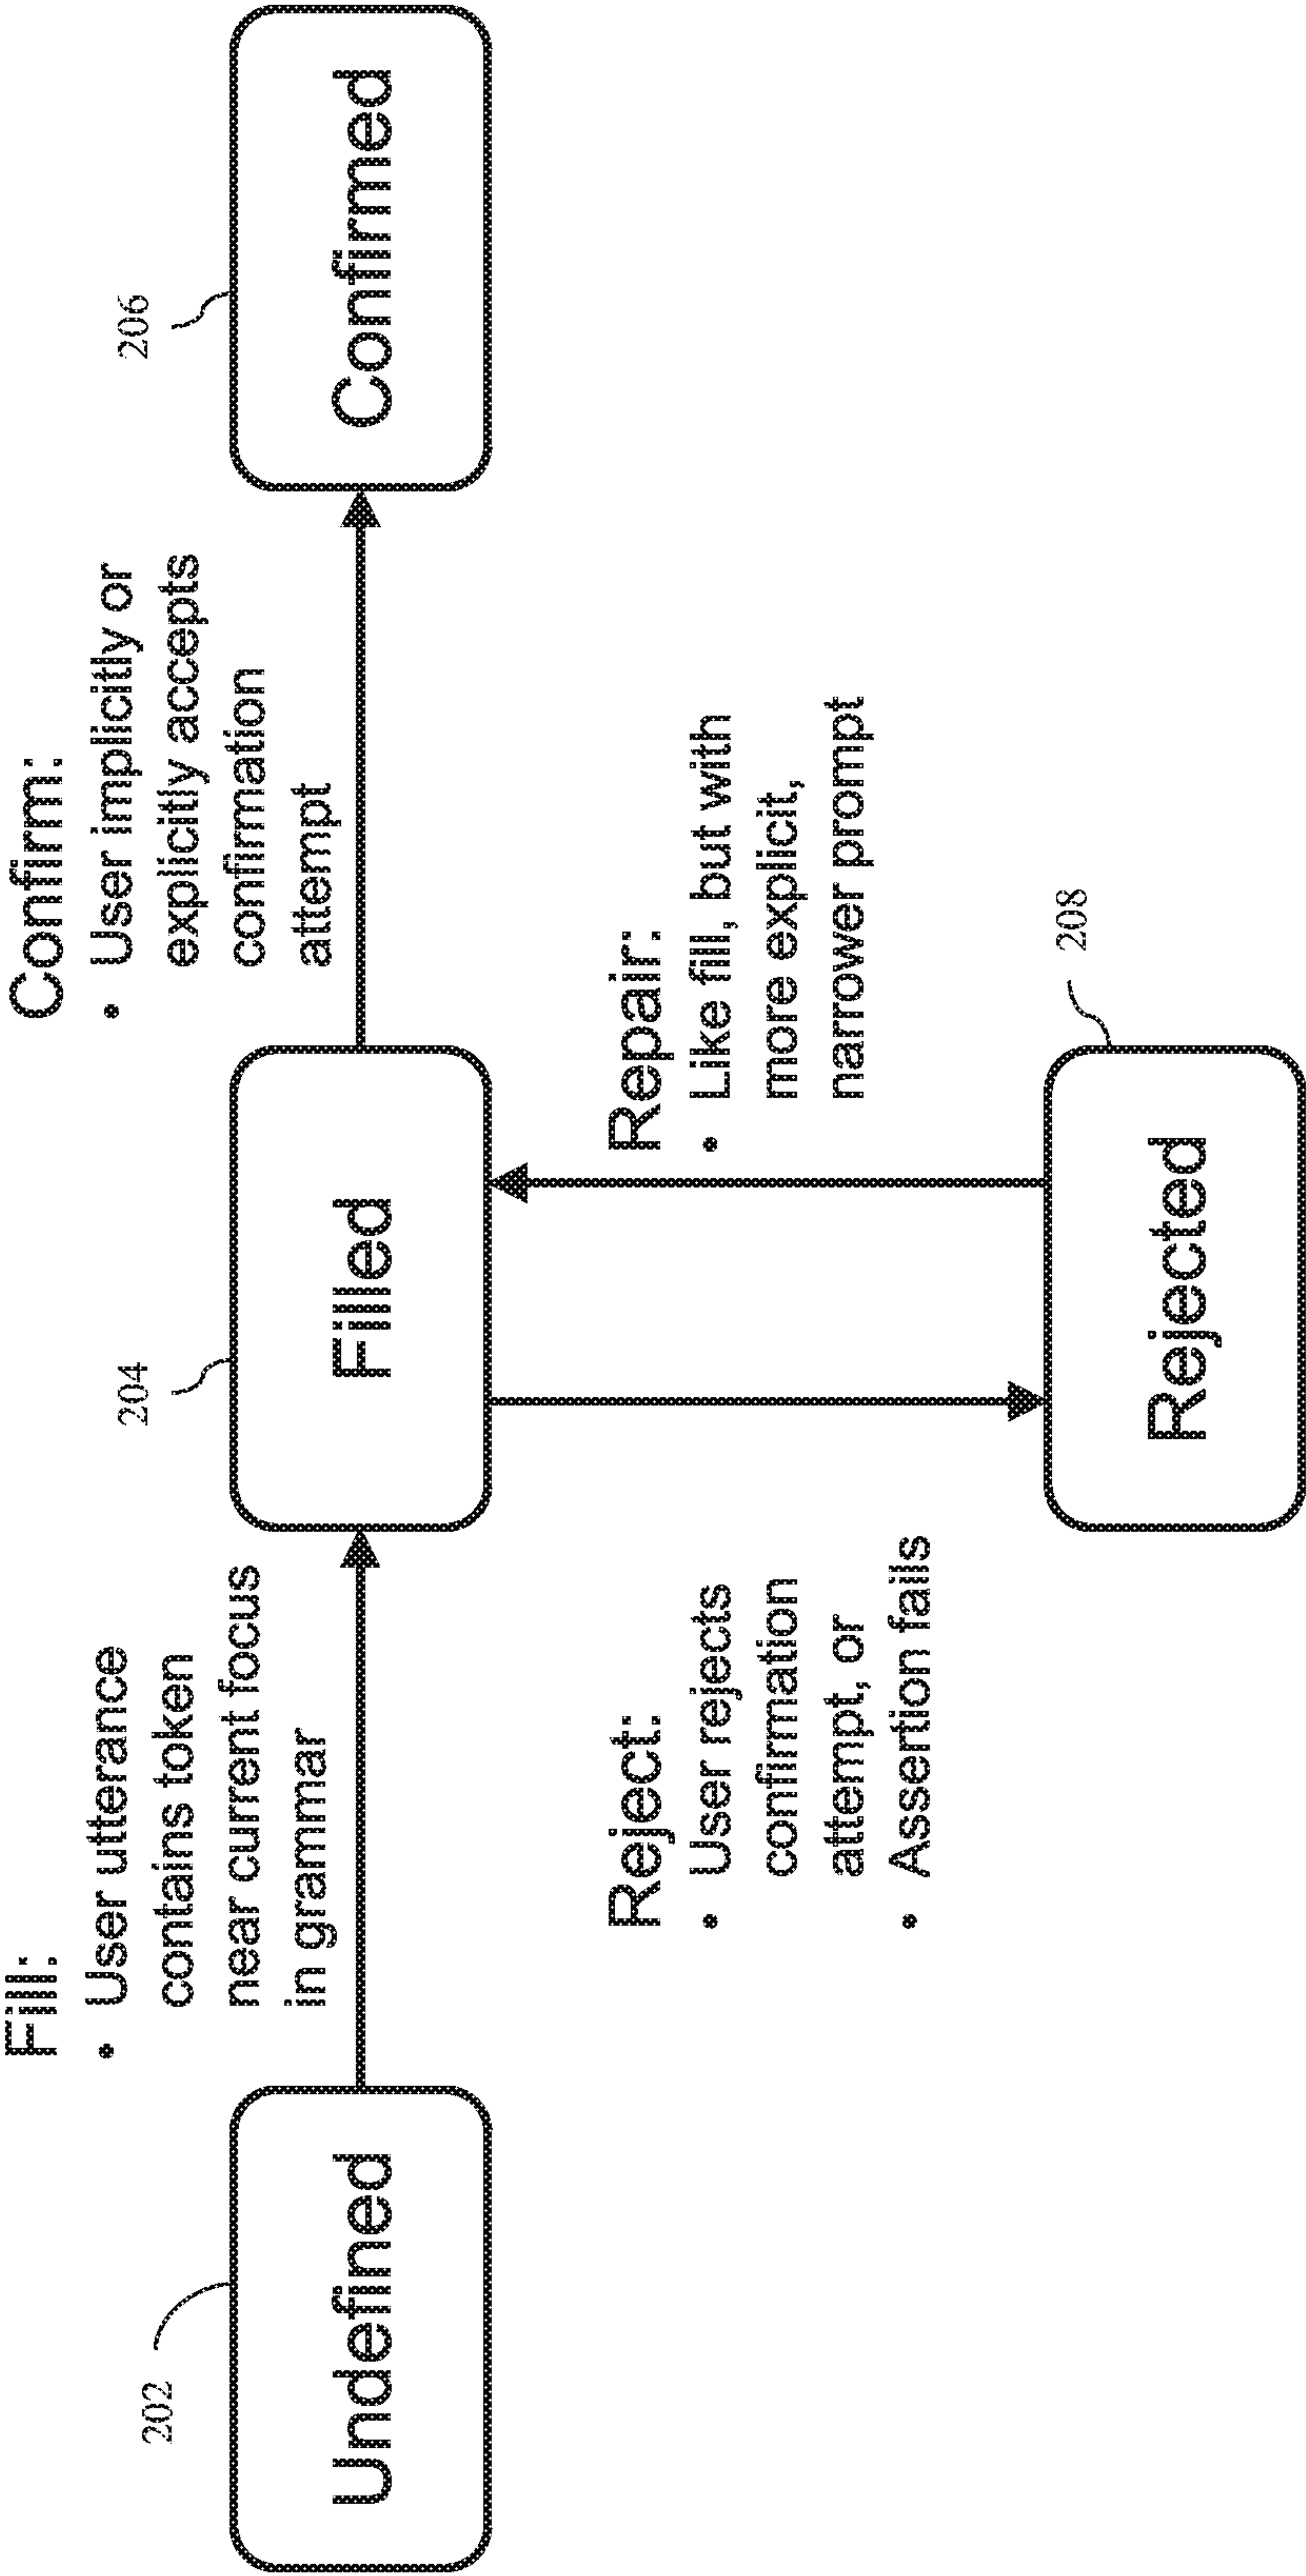 Fill:
• User utterance
contains token
near current focus
in grammar
Confirm:
• User implicitly or
explicitly accepts
confirmation
attempt
202
204
206
Undefined
Filled
Confirmed
Reject:
• User rejects
confirmation
attempt, or
• Assertion fails
Repair:
• Like fill, but with
more explicit,
narrower prompt
208
Rejected